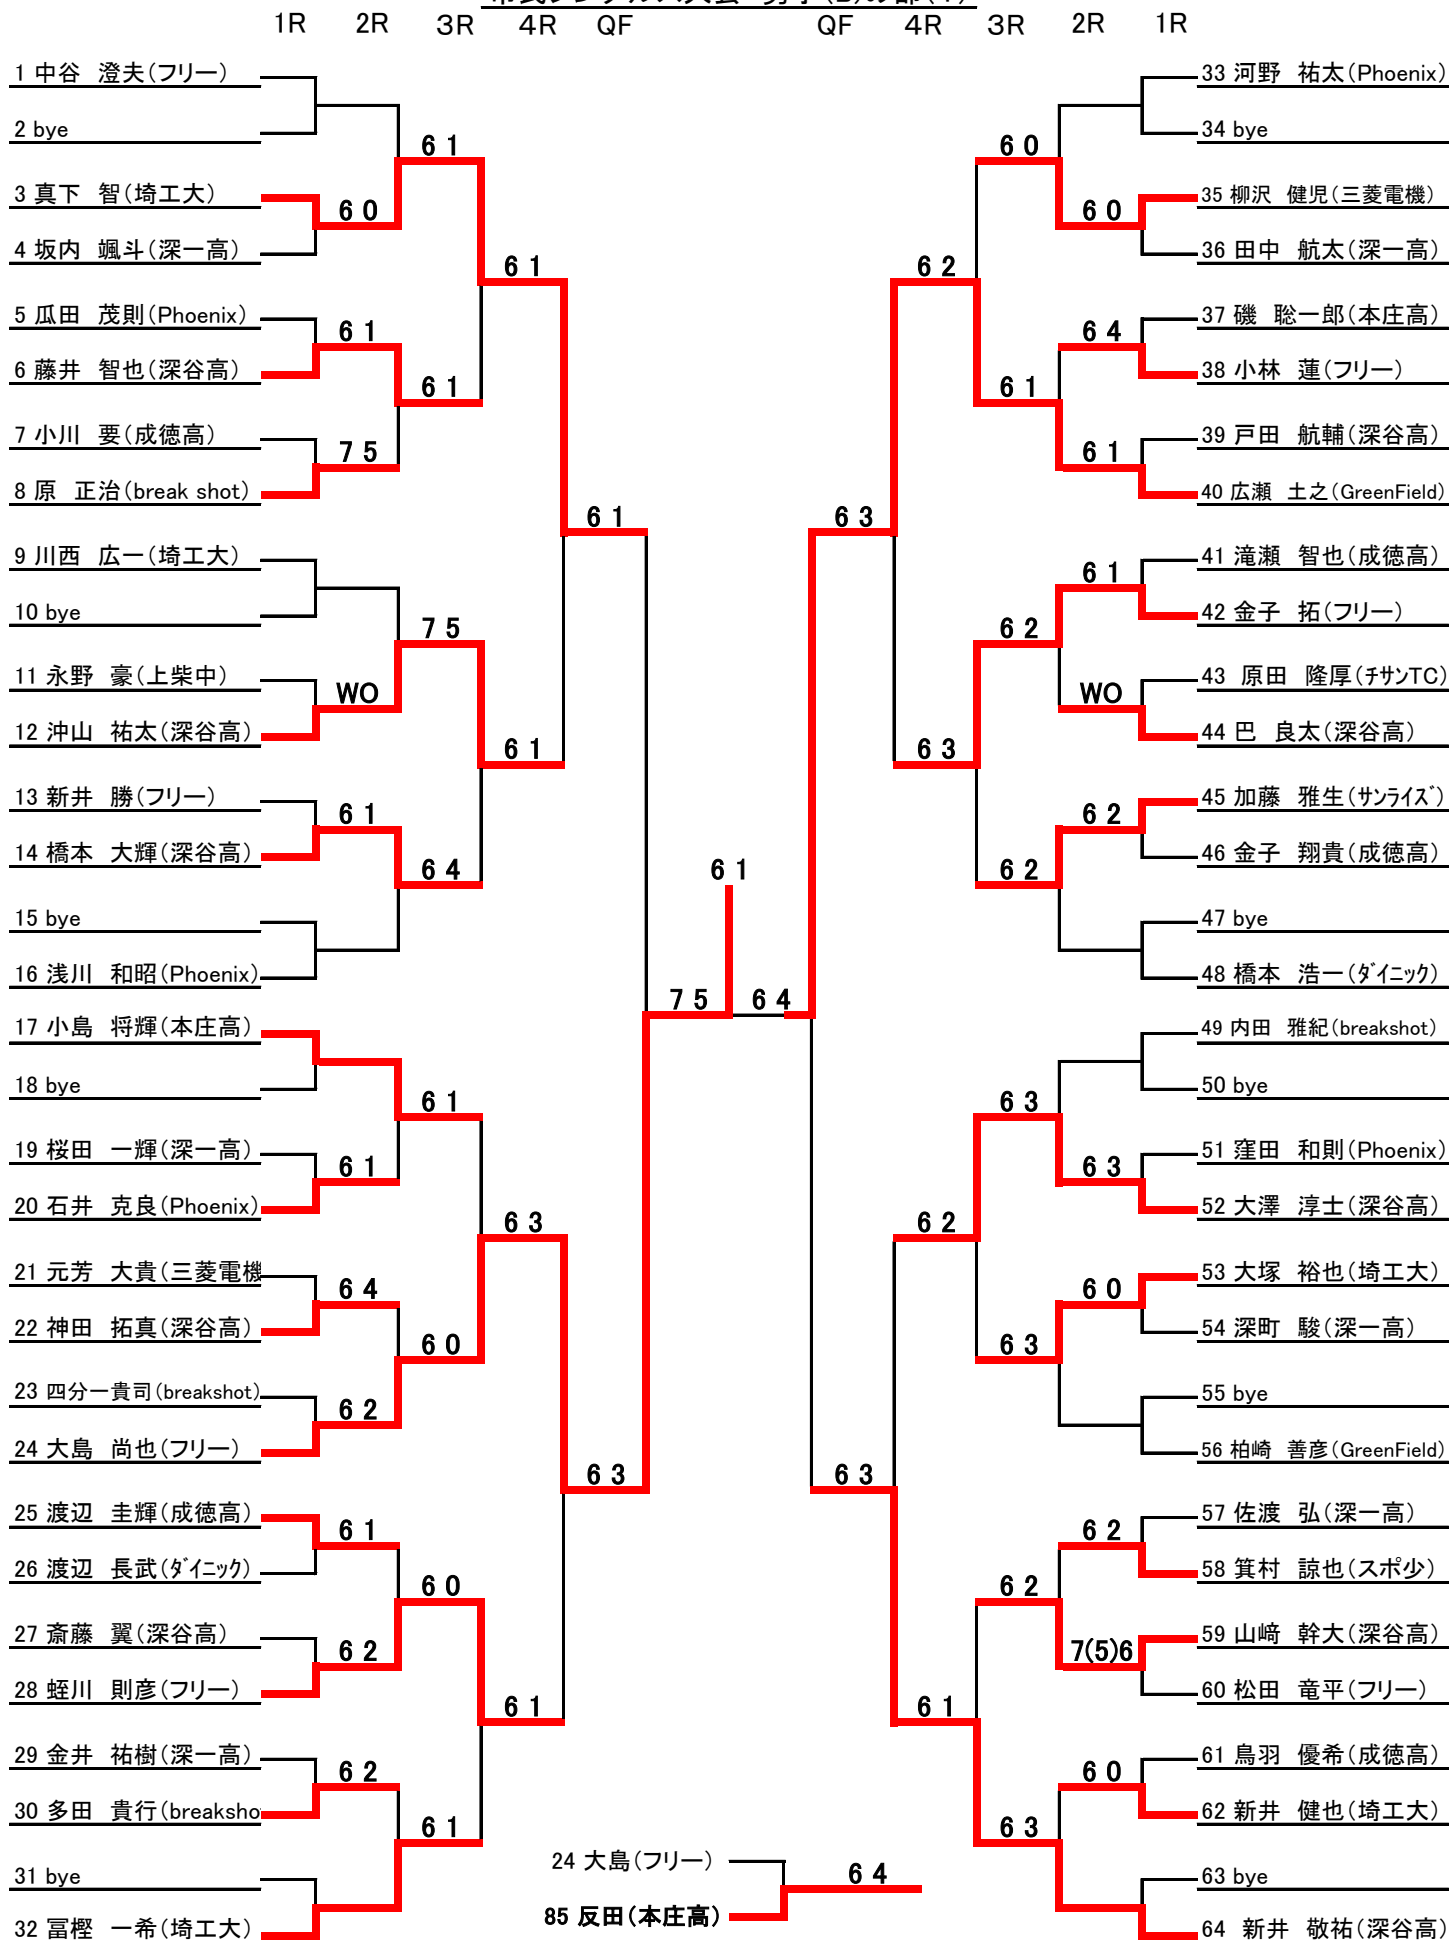 1R 2R 3R 4R QF QF 4R 3R 2R 1R
1 中谷 澄夫(フリー)
2 bye
3 真下 智(埼工大)
4 坂内 颯斗(深一高)
5 瓜田 茂則(Phoenix)
6 藤井 智也(深谷高)
7 小川 要(成徳高)
8 原 正治(break shot)
9 川西 広一(埼工大)
10 bye
11 永野 豪(上柴中)
12 沖山 祐太(深谷高)
13 新井 勝(フリー)
14 橋本 大輝(深谷高)
15 bye
16 浅川 和昭(Phoenix)
17 小島 将輝(本庄高)
18 bye
19 桜田 一輝(深一高)
20 石井 克良(Phoenix)
21 元芳 大貴(三菱電機
22 神田 拓真(深谷高)
23 四分一貴司(breakshot)
24 大島 尚也(フリー)
25 渡辺 圭輝(成徳高)
26 渡辺 長武(ダイニック)
27 斎藤 翼(深谷高)
28 蛭川 則彦(フリー)
29 金井 祐樹(深一高)
30 多田 貴行(breaksho
31 bye
32 冨樫 一希(埼工大)
6 0
6 1
7 5
WO
6 1
6 1
6 4
6 2
6 1
6 2
6 2
6 1
6 1
7 5
6 4
6 1
6 0
6 0
6 1
6 1
6 1
6 3
6 1
6 1
6 3
7 5
6 1
6 4
24 大島(フリー)
85 反田(本庄高)
6 4
6 3
6 3
6 2
6 3
6 2
6 1
6 0
6 1
6 2
6 2
6 3
6 3
6 2
6 3
6 0
6 4
6 1
6 1
WO
6 2
6 3
6 0
6 2
7(5)6
6 0
33 河野 祐太(Phoenix)
34 bye
35 柳沢 健児(三菱電機)
36 田中 航太(深一高)
37 磯 聡一郎(本庄高)
38 小林 蓮(フリー)
39 戸田 航輔(深谷高)
40 広瀬 土之(GreenField)
41 滝瀬 智也(成徳高)
42 金子 拓(フリー)
43 原田 隆厚(チサンTC)
44 巴 良太(深谷高)
45 加藤 雅生(サンライズ)
46 金子 翔貴(成徳高)
47 bye
48 橋本 浩一(ダイニック)
49 内田 雅紀(breakshot)
50 bye
51 窪田 和則(Phoenix)
52 大澤 淳士(深谷高)
53 大塚 裕也(埼工大)
54 深町 駿(深一高)
55 bye
56 柏崎 善彦(GreenField)
57 佐渡 弘(深一高)
58 箕村 諒也(スポ少)
59 山﨑 幹大(深谷高)
60 松田 竜平(フリー)
61 鳥羽 優希(成徳高)
62 新井 健也(埼工大)
63 bye
64 新井 敬祐(深谷高)